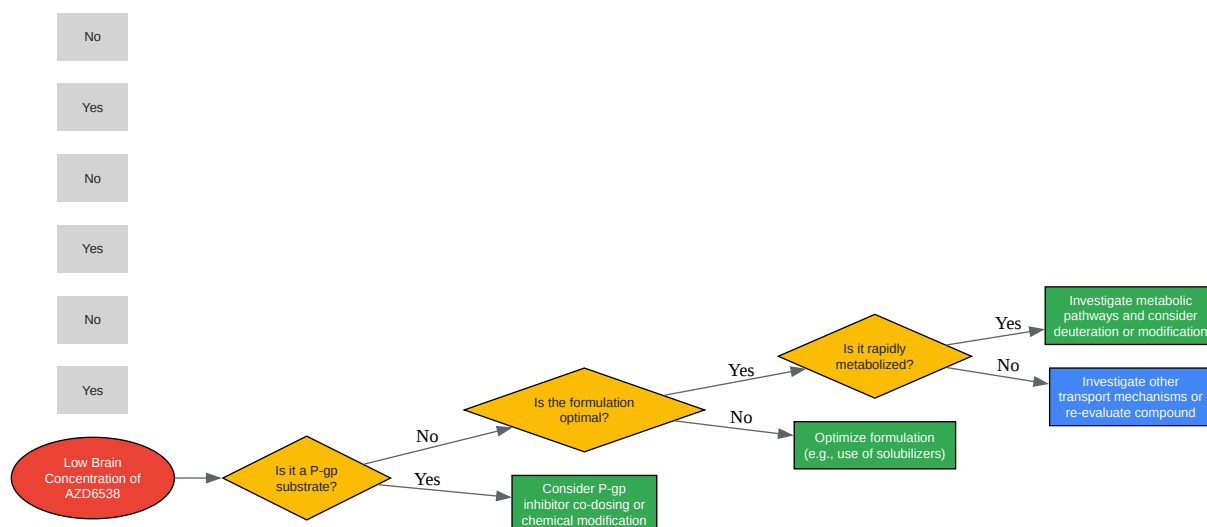 No
Yes
No
Yes
No
Yes
Low Brain
Concentration of
AZD6538
Is it a P-gp
substrate?
No
Yes
Consider P-gp
inhibitor co-dosing or
chemical modification
Is the formulation
optimal?
Yes
No
Optimize formulation
(e.g., use of solubilizers)
Is it rapidly
metabolized?
Yes
No
Investigate metabolic
pathways and consider
deuteration or modification
Investigate other
transport mechanisms or
re-evaluate compound